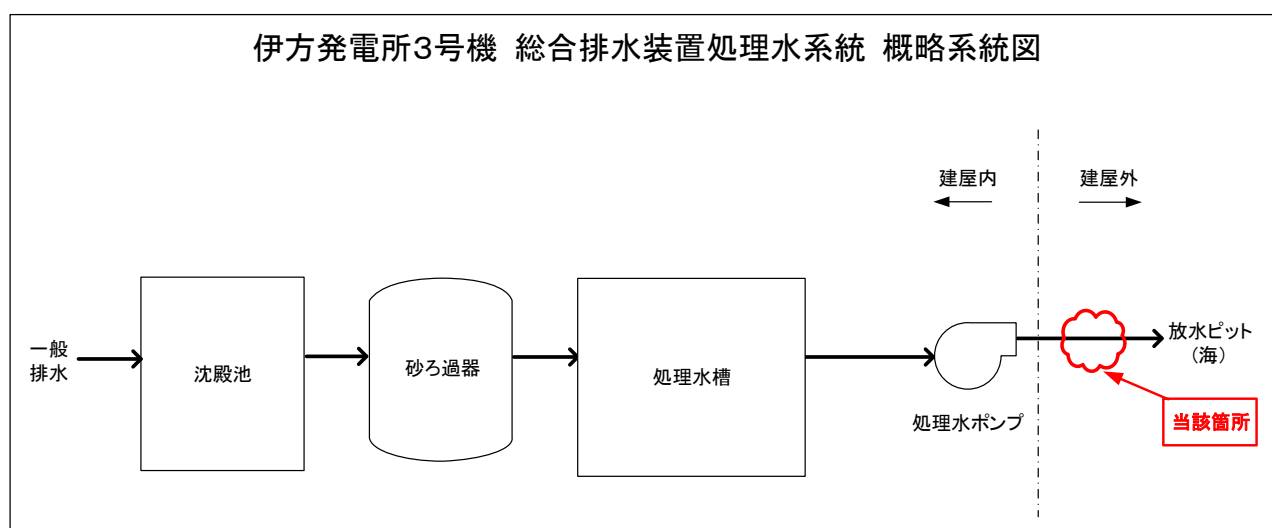 伊方発電所3号機 総合排水装置処理水系統 概略系統図
建屋内
建屋外
一般
排水
沈殿池
砂ろ過器
処理水槽
処理水ポンプ
放水ピット
(海)
当該箇所